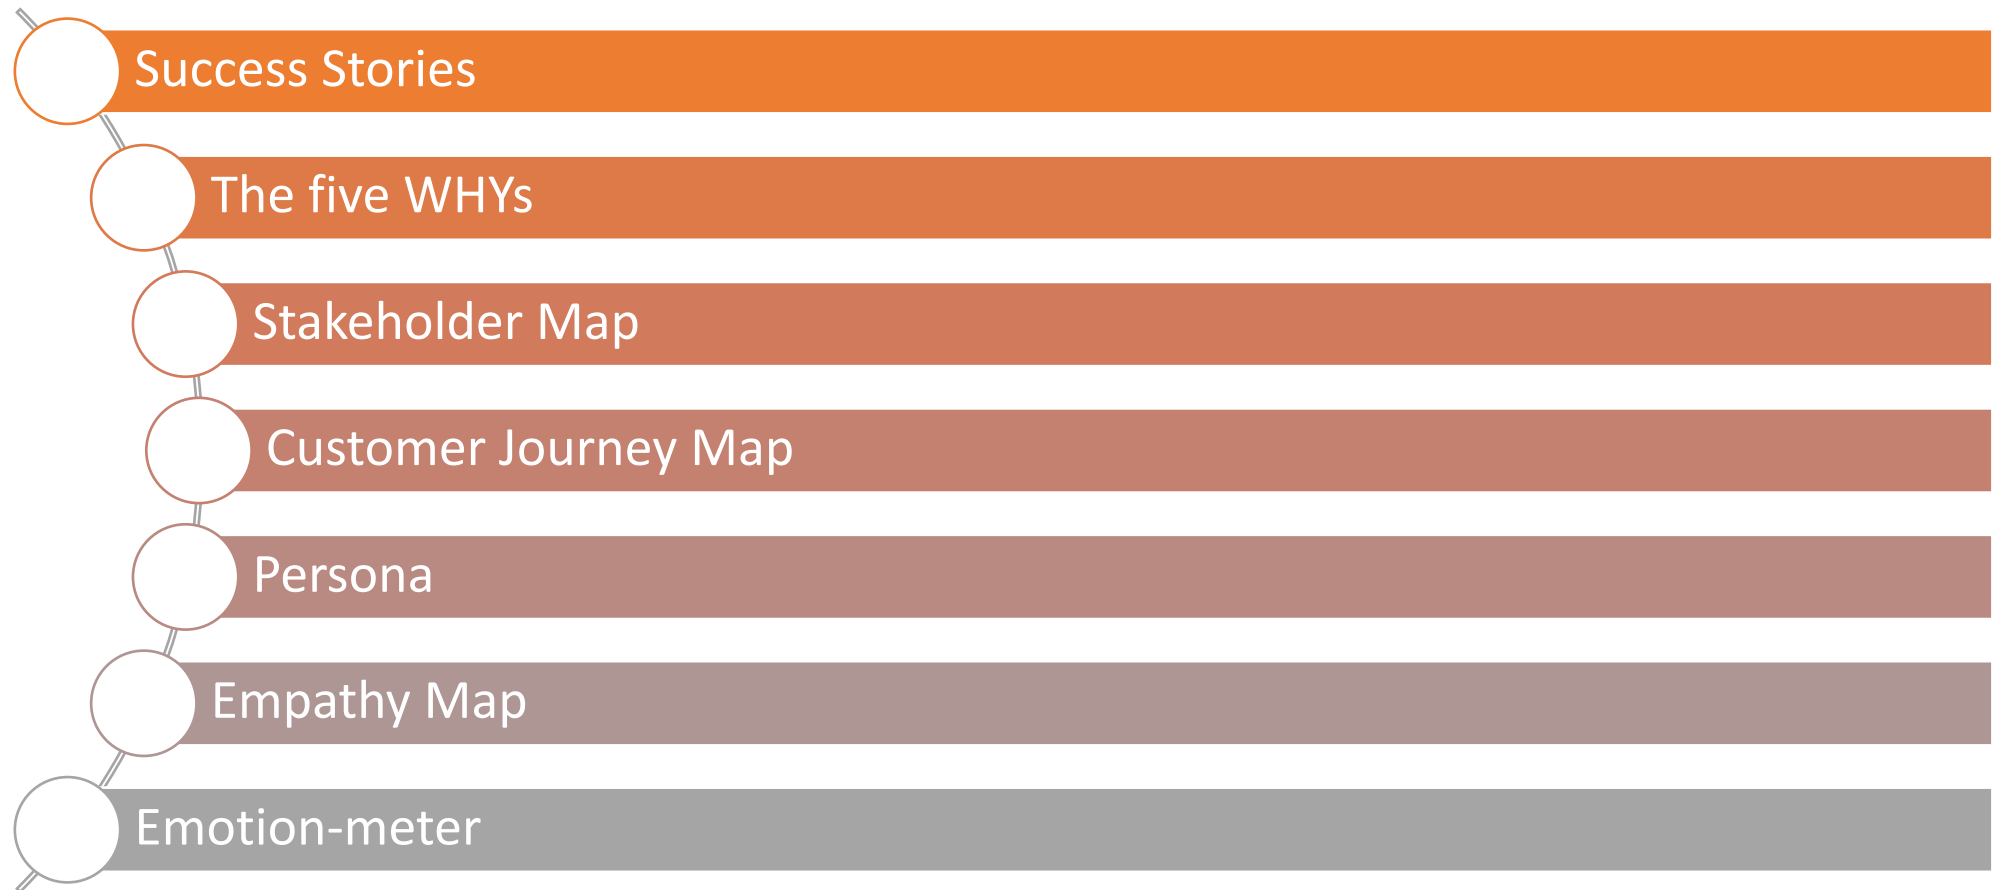 Success Stories
The five WHYs
Stakeholder Map
Customer Journey Map
Persona
Empathy Map
Emotion-meter